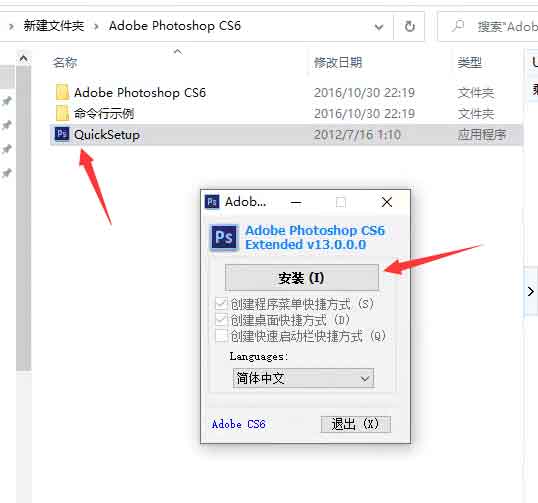 新建文件夹 › Adobe Photoshop CS6
搜索"Adob
名称 修改日期 类型
Adobe Photoshop CS6 2016/10/30 22:19 文件夹
命令行示例 2016/10/30 22:19 文件夹
Ps QuickSetup 2012/7/16 1:10 应用程序
Ps Adob...
Ps Adobe Photoshop CS6
Extended v13.0.0.0
安装 (I)
创建程序菜单快捷方式 (S)
创建桌面快捷方式 (D)
创建快速启动栏快捷方式 (Q)
Languages:
简体中文
Adobe CS6 退出 (X)